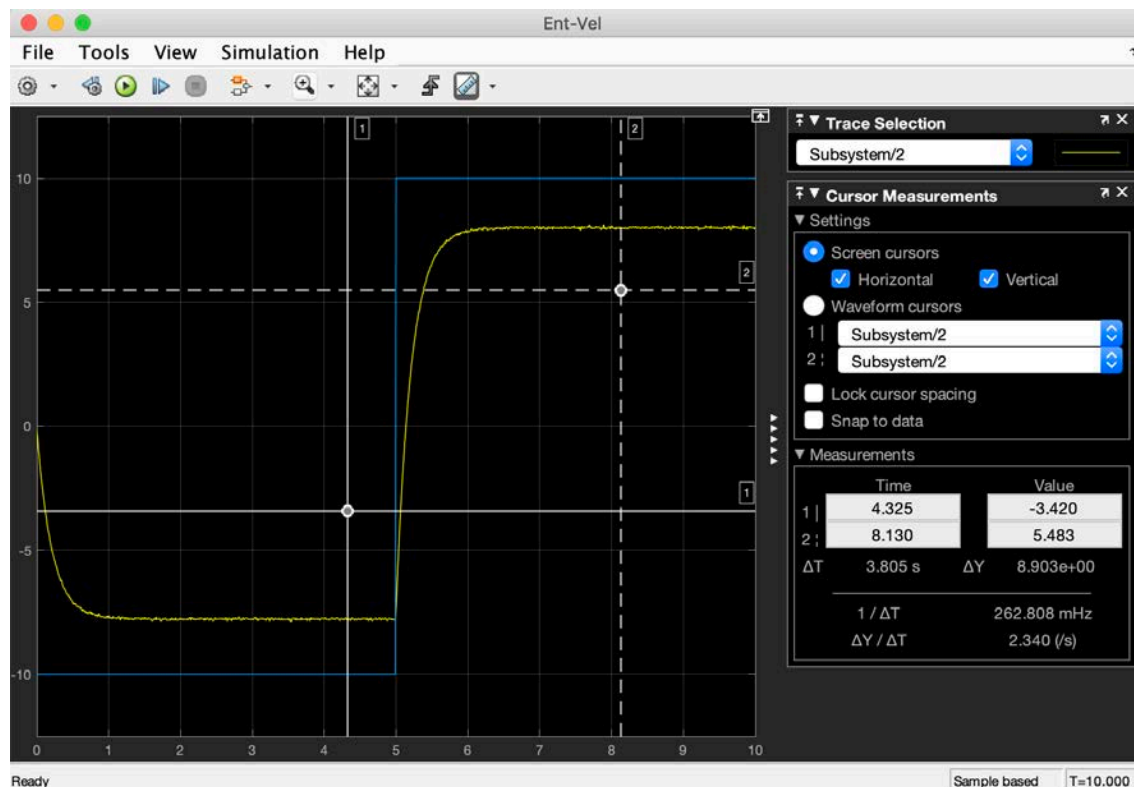 Ent-Vel
File Tools View Simulation Help
1
2
10
5
0
-5
-10
2
1
0 1 2 3 4 5 6 7 8 9 10
Trace Selection
Subsystem/2
Cursor Measurements
Settings
Screen cursors
Horizontal Vertical
Waveform cursors
1 | Subsystem/2
2 ¦ Subsystem/2
Lock cursor spacing
Snap to data
Measurements
Time Value
1 | 4.325 -3.420
2 ¦ 8.130 5.483
ΔT 3.805 s ΔY 8.903e+00
1 / ΔT 262.808 mHz
ΔY / ΔT 2.340 (/s)
Ready
Sample based T=10.000